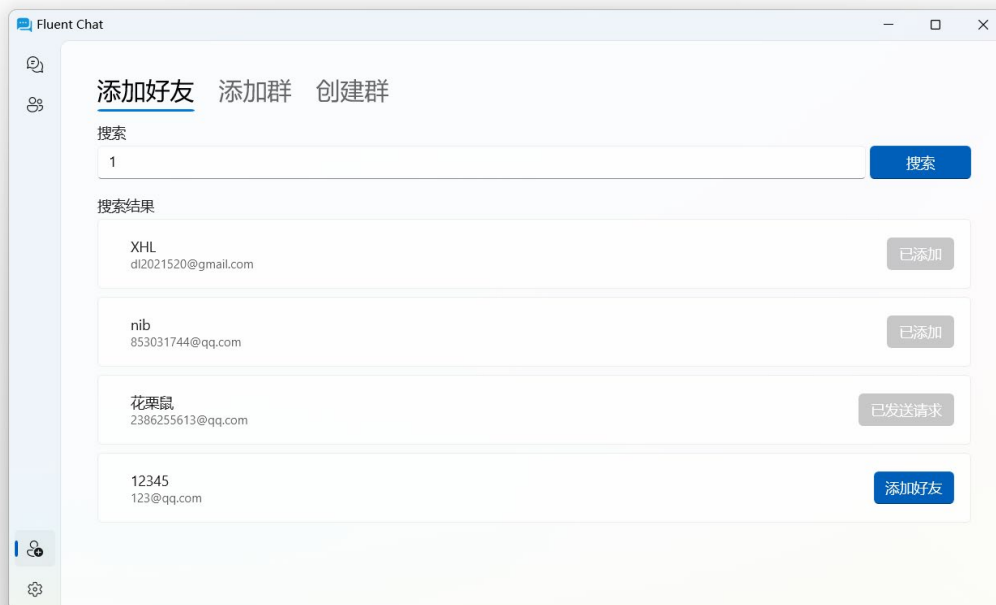 Fluent Chat
添加好友 添加群 创建群
搜索
1 搜索
搜索结果
XHL
dl2021520@gmail.com
已添加
nib
853031744@qq.com
已添加
花栗鼠
2386255613@qq.com
已发送请求
12345
123@qq.com
添加好友